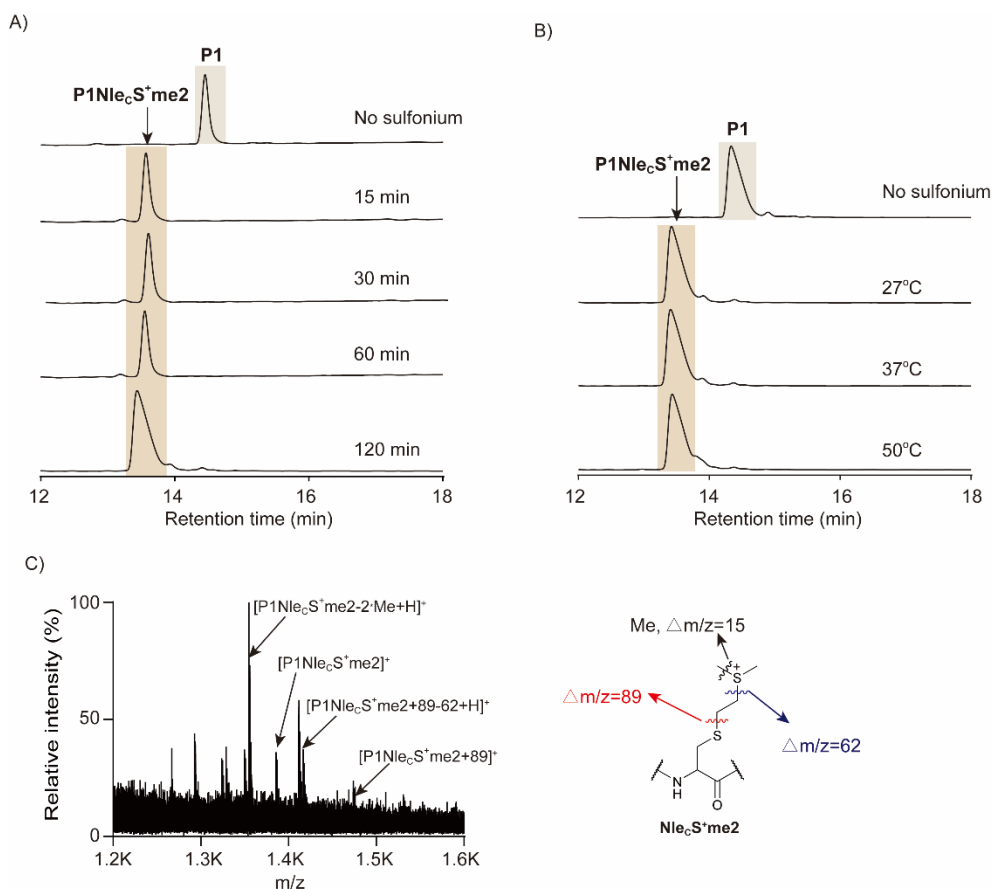 A)
P1
P1NlecS⁺me2
No sulfonium
15 min
30 min
60 min
120 min
12 14 16 18
Retention time (min)
B)
P1
P1NlecS⁺me2
No sulfonium
27°C
37°C
50°C
12 14 16 18
Retention time (min)
C)
Relative intensity (%)
100
50
0
[P1NlecS⁺me2-2·Me+H]⁺
[P1NlecS⁺me2]⁺
[P1NlecS⁺me2+89-62+H]⁺
[P1NlecS⁺me2+89]⁺
1.2K 1.3K 1.4K 1.5K 1.6K
m/z
Me, △m/z=15
S⁺
△m/z=89
△m/z=62
S
N
H
O
NlecS⁺me2